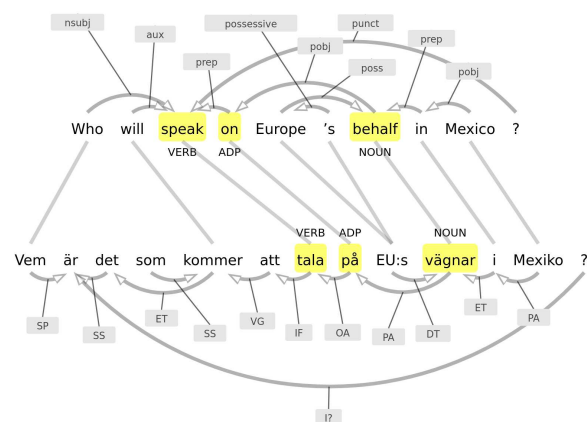 nsubj aux possessive punct
prep pobj poss prep pobj
Who will speak on Europe 's behalf in Mexico ?
VERB ADP NOUN
VERB ADP NOUN
Vem är det som kommer att tala på EU:s vägnar i Mexiko ?
SP SS ET SS VG IF OA PA DT ET PA
I?